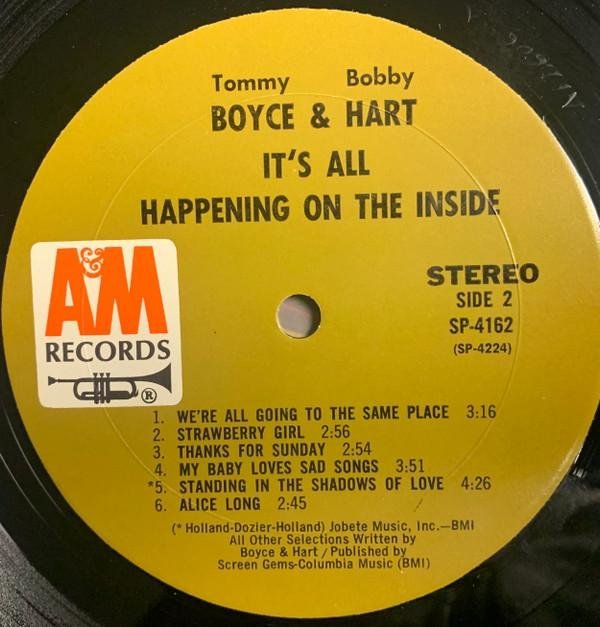 Tommy Bobby
BOYCE & HART
IT'S ALL
HAPPENING ON THE INSIDE
A&M
RECORDS
®
STEREO
SIDE 2
SP-4162
(SP-4224)
1. WE'RE ALL GOING TO THE SAME PLACE 3:16
2. STRAWBERRY GIRL 2:56
3. THANKS FOR SUNDAY 2:54
4. MY BABY LOVES SAD SONGS 3:51
*5. STANDING IN THE SHADOWS OF LOVE 4:26
6. ALICE LONG 2:45
(* Holland-Dozier-Holland) Jobete Music, Inc.—BMI
All Other Selections Written by
Boyce & Hart / Published by
Screen Gems-Columbia Music (BMI)